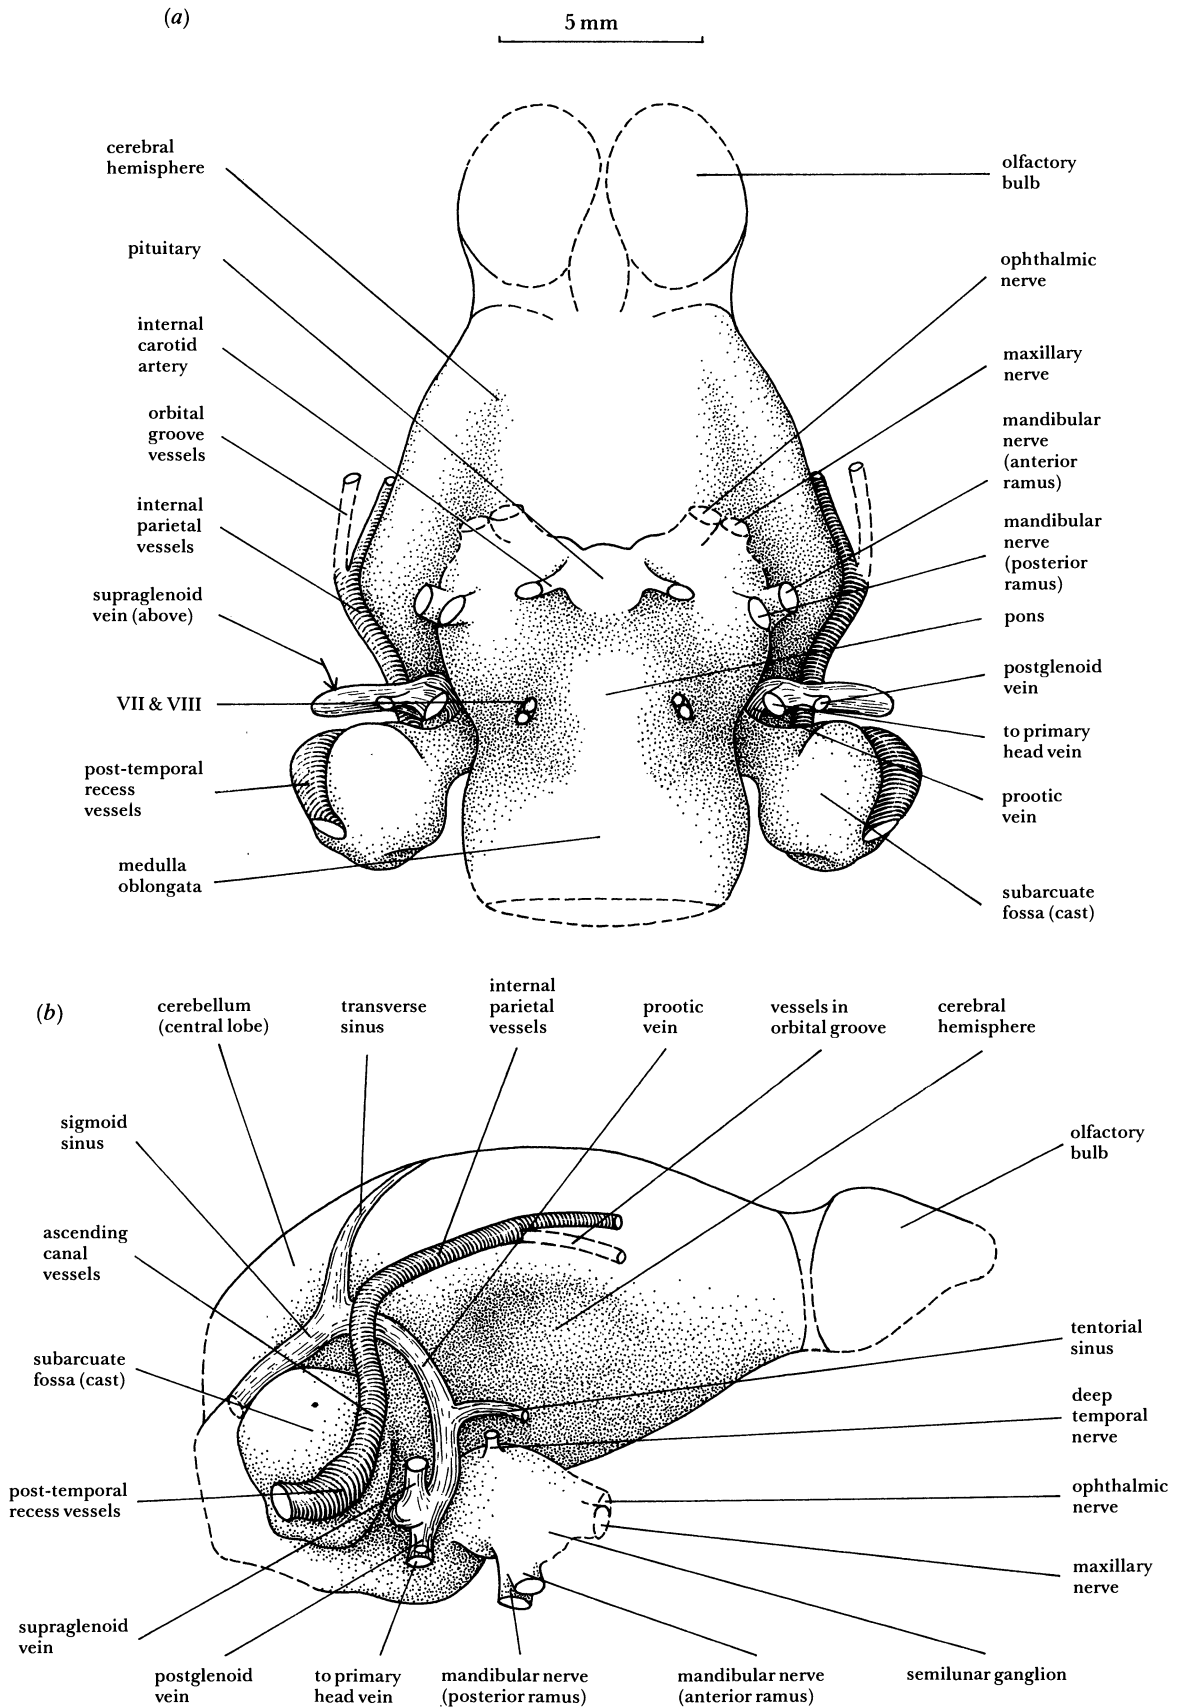 (a)
5 mm
cerebral
hemisphere
pituitary
internal
carotid
artery
orbital
groove
vessels
internal
parietal
vessels
supraglenoid
vein (above)
VII & VIII
post-temporal
recess
vessels
medulla
oblongata
olfactory
bulb
ophthalmic
nerve
maxillary
nerve
mandibular
nerve
(anterior
ramus)
mandibular
nerve
(posterior
ramus)
pons
postglenoid
vein
to primary
head vein
prootic
vein
subarcuate
fossa (cast)
(b)
cerebellum
(central lobe)
transverse
sinus
internal
parietal
vessels
prootic
vein
vessels in
orbital groove
cerebral
hemisphere
sigmoid
sinus
ascending
canal
vessels
subarcuate
fossa (cast)
post-temporal
recess vessels
supraglenoid
vein
postglenoid
vein
to primary
head vein
mandibular nerve
(posterior ramus)
mandibular nerve
(anterior ramus)
semilunar ganglion
olfactory
bulb
tentorial
sinus
deep
temporal
nerve
ophthalmic
nerve
maxillary
nerve